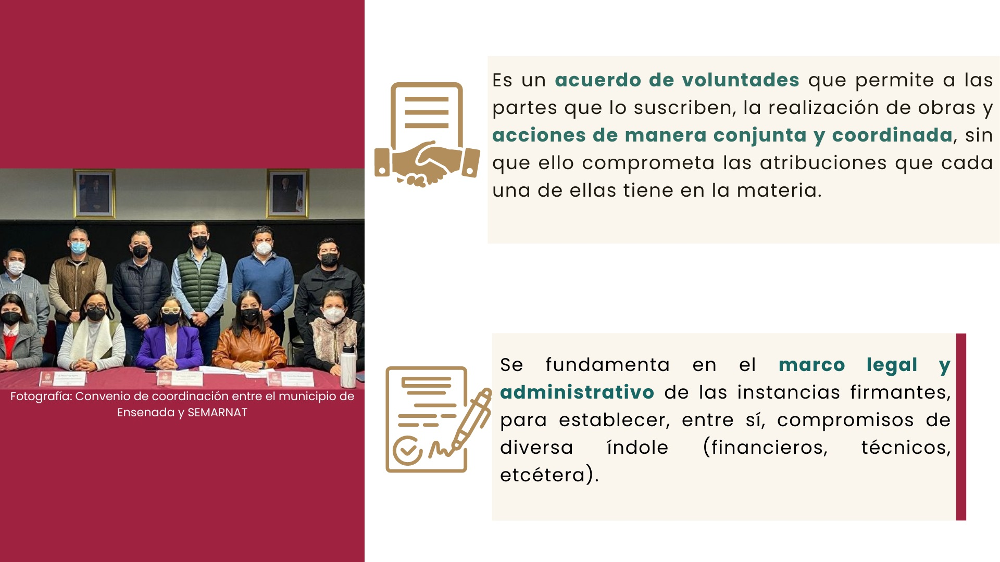 Es un acuerdo de voluntades que permite a las
partes que lo suscriben, la realización de obras y
acciones de manera conjunta y coordinada, sin
que ello comprometa las atribuciones que cada
una de ellas tiene en la materia.
Fotografía: Convenio de coordinación entre el municipio de
Ensenada y SEMARNAT
Se fundamenta en el marco legal y
administrativo de las instancias firmantes,
para establecer, entre sí, compromisos de
diversa índole (financieros, técnicos,
etcétera).